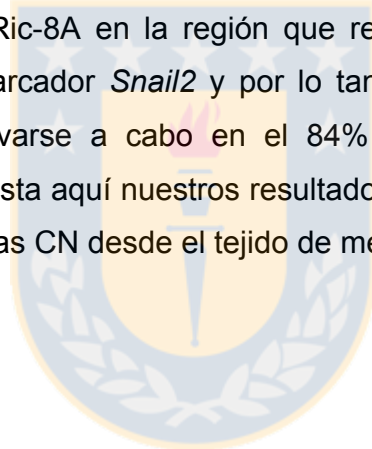 Ric-8A en la región que re
arcador Snail2 y por lo tan
varse a cabo en el 84%
sta aquí nuestros resultado
as CN desde el tejido de me